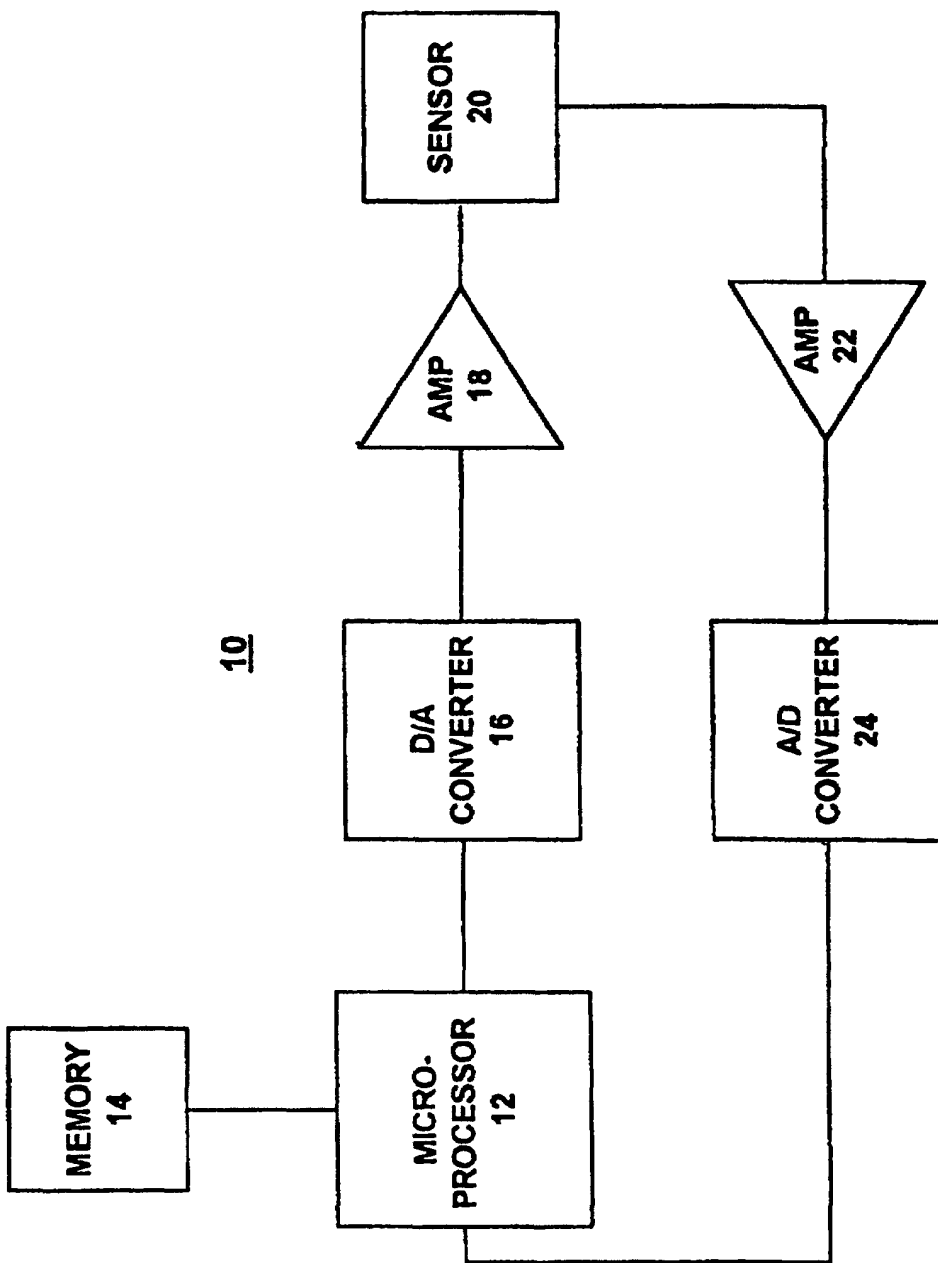 10
MEMORY
14
MICRO-
PROCESSOR
12
D/A
CONVERTER
16
AMP
18
SENSOR
20
AMP
22
A/D
CONVERTER
24